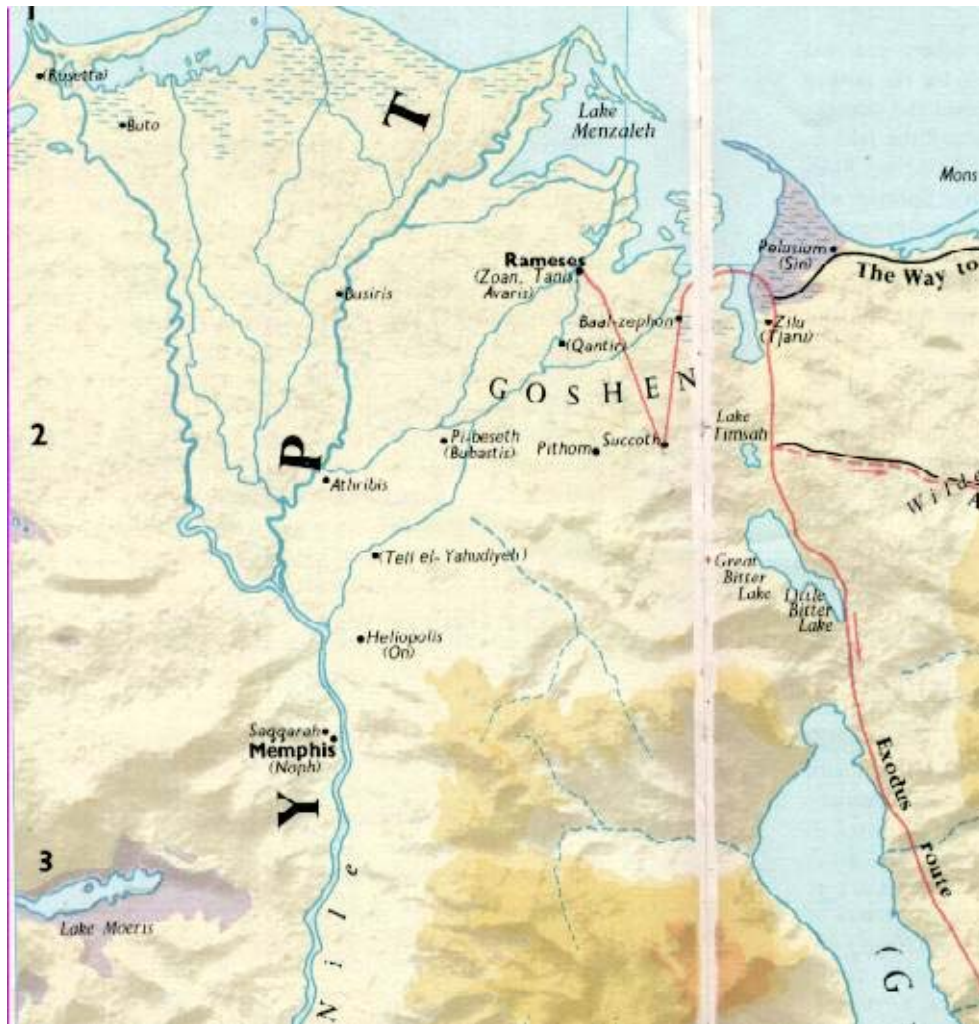 (Rusetta)
Buto
T
Lake
Menzaleh
Mons
Rameses
(Zoan, Tanis,
Avaris)
Pelusium
(Sin)
The Way to
Busiris
Baal-zephon
Zilu
(Tjaru)
(Qantir)
GOSHEN
2
P
Pi-beseth
(Bubastis)
Pithom
Succoth
Lake
Timsah
Athribis
(Tell el-Yahudiyeh)
Great
Bitter
Lake
Little
Bitter
Lake
Heliopolis
(On)
Saqqarah
Memphis
(Noph)
Y
Exodus route
3
Lake Moeris
Nile
(G